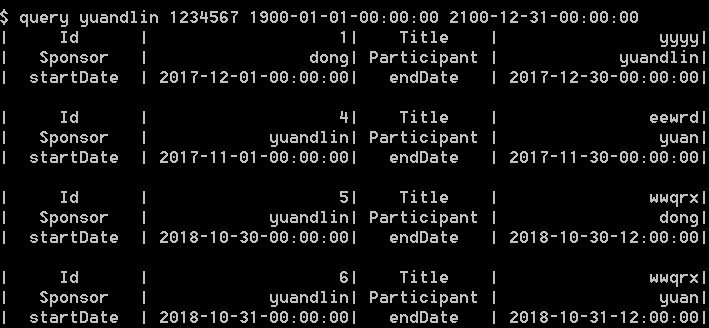 $ query yuandlin 1234567 1900-01-01-00:00:00 2100-12-31-00:00:00
| Id | 1| Title | yyyy|
| Sponsor | dong| Participant | yuandlin|
| startDate | 2017-12-01-00:00:00| endDate | 2017-12-30-00:00:00|
| Id | 4| Title | eewrd|
| Sponsor | yuandlin| Participant | yuan|
| startDate | 2017-11-01-00:00:00| endDate | 2017-11-30-00:00:00|
| Id | 5| Title | wwqrx|
| Sponsor | yuandlin| Participant | dong|
| startDate | 2018-10-30-00:00:00| endDate | 2018-10-30-12:00:00|
| Id | 6| Title | wwqrx|
| Sponsor | yuandlin| Participant | yuan|
| startDate | 2018-10-31-00:00:00| endDate | 2018-10-31-12:00:00|